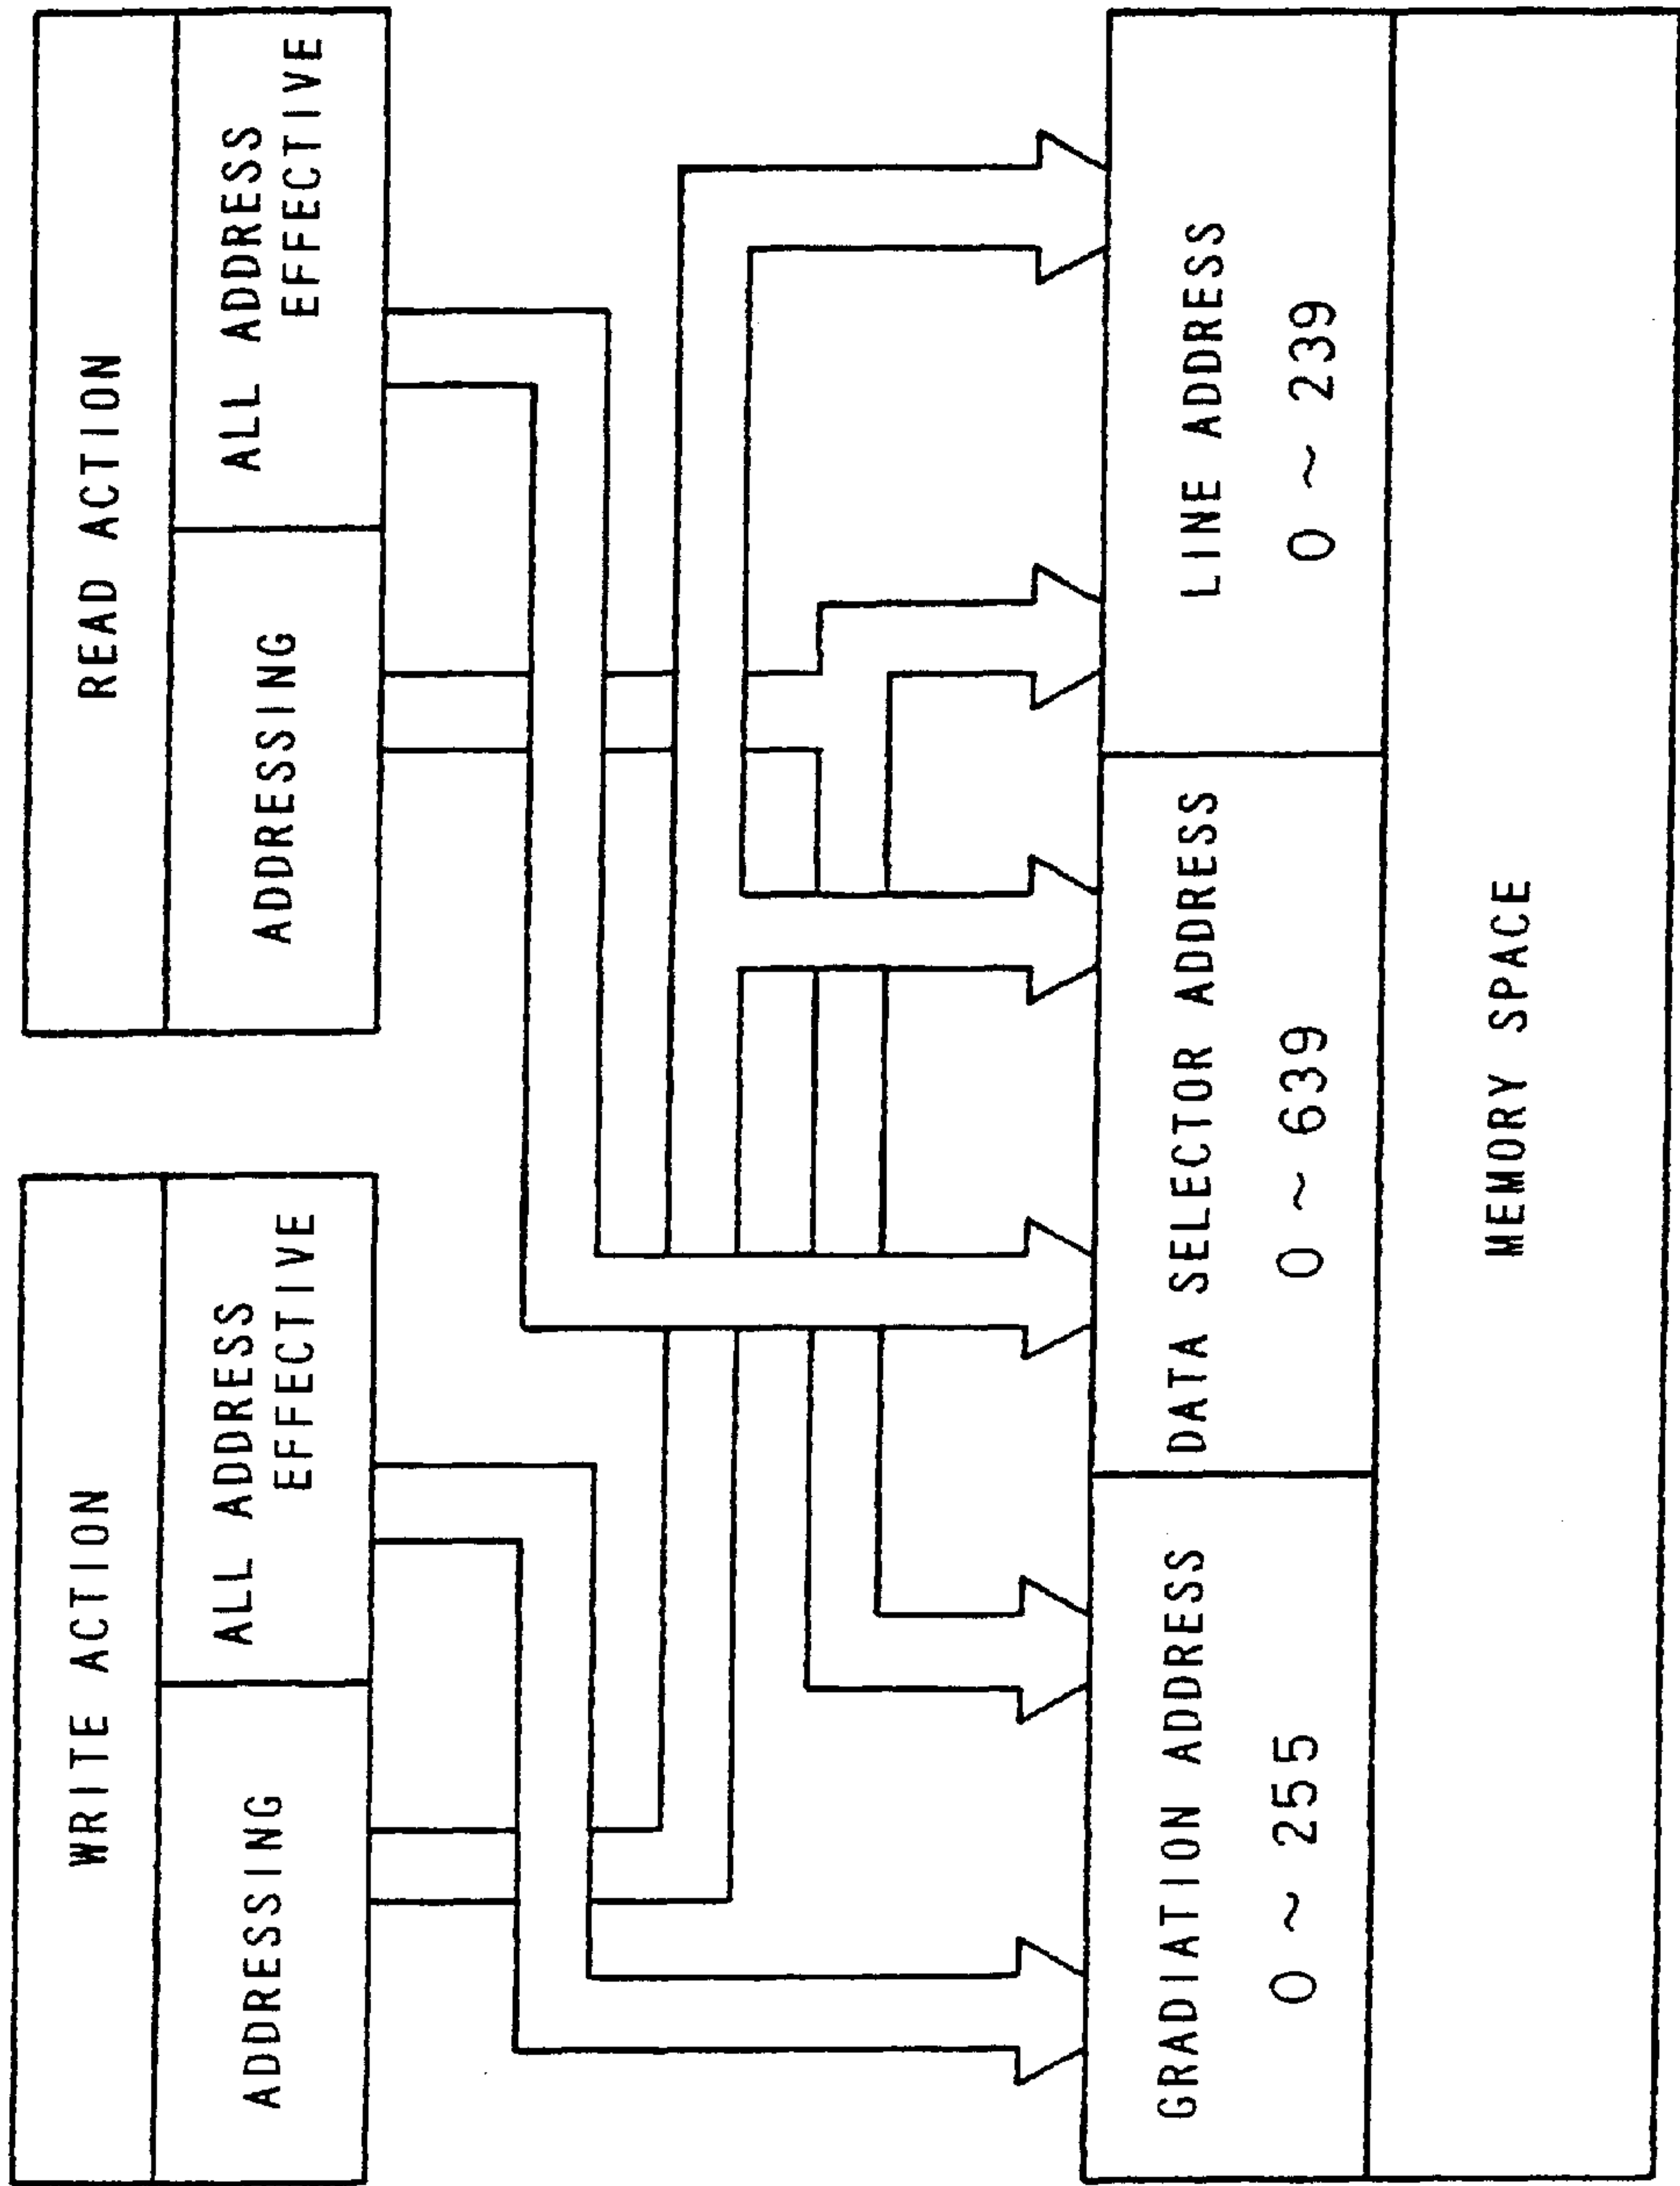 WRITE ACTION
ADDRESSING
ALL ADDRESS
EFFECTIVE
READ ACTION
ADDRESSING
ALL ADDRESS
EFFECTIVE
GRADIATION ADDRESS
0 ~ 255
DATA SELECTOR ADDRESS
0 ~ 639
LINE ADDRESS
0 ~ 239
MEMORY SPACE